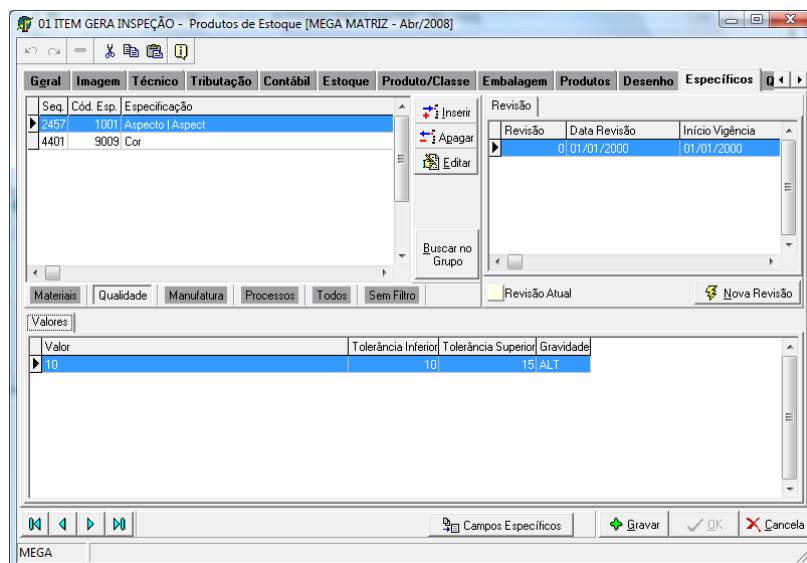 01 ITEM GERA INSPEÇÃO - Produtos de Estoque [MEGA MATRIZ - Abr/2008]
Geral Imagem Técnico Tributação Contábil Estoque Produto/Classe Embalagem Produtos Desenho Específicos
Seq. Cód. Esp. Especificação
2457 1001 Aspecto | Aspect
4401 9009 Cor
Inserir
Apagar
Editar
Buscar no
Grupo
Revisão
Revisão Data Revisão Início Vigência
0 01/01/2000 01/01/2000
Materiais Qualidade Manufatura Processos Todos Sem Filtro
Revisão Atual Nova Revisão
Valores
Valor Tolerância Inferior Tolerância Superior Gravidade
10 10 15 ALT
Campos Específicos Gravar OK Cancela
MEGA